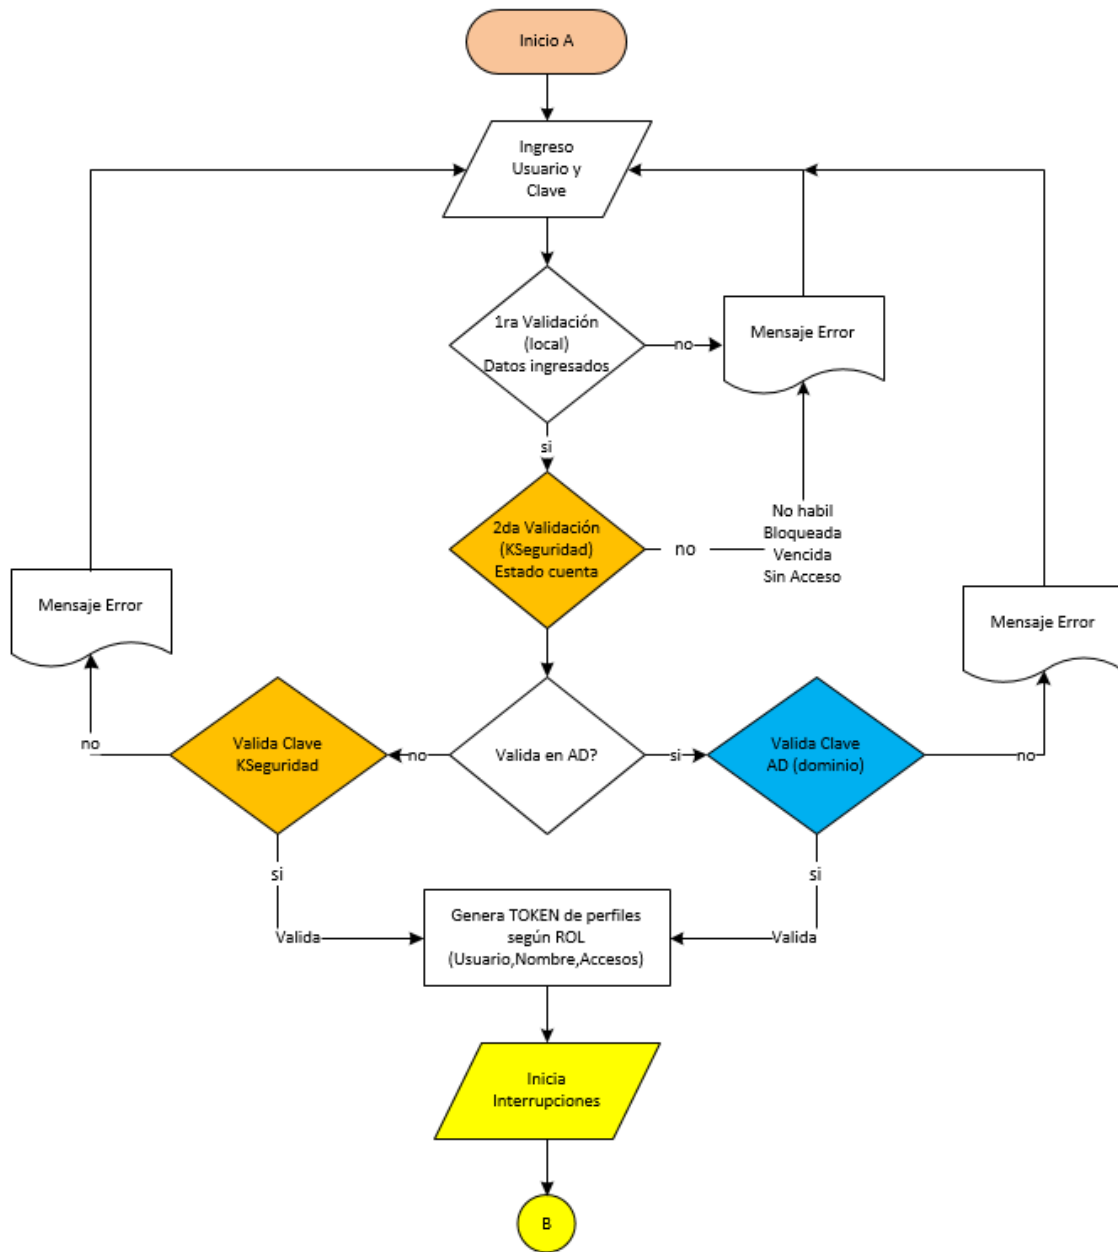 Inicio A
Ingreso
Usuario y
Clave
1ra Validación
(local)
Datos ingresados
no
Mensaje Error
si
2da Validación
(KSeguridad)
Estado cuenta
no
No habil
Bloqueada
Vencida
Sin Acceso
Mensaje Error
Mensaje Error
no
Valida Clave
KSeguridad
no
Valida en AD?
si
Valida Clave
AD (dominio)
no
si
si
Valida
Genera TOKEN de perfiles
según ROL
(Usuario,Nombre,Accesos)
Valida
Inicia
Interrupciones
B